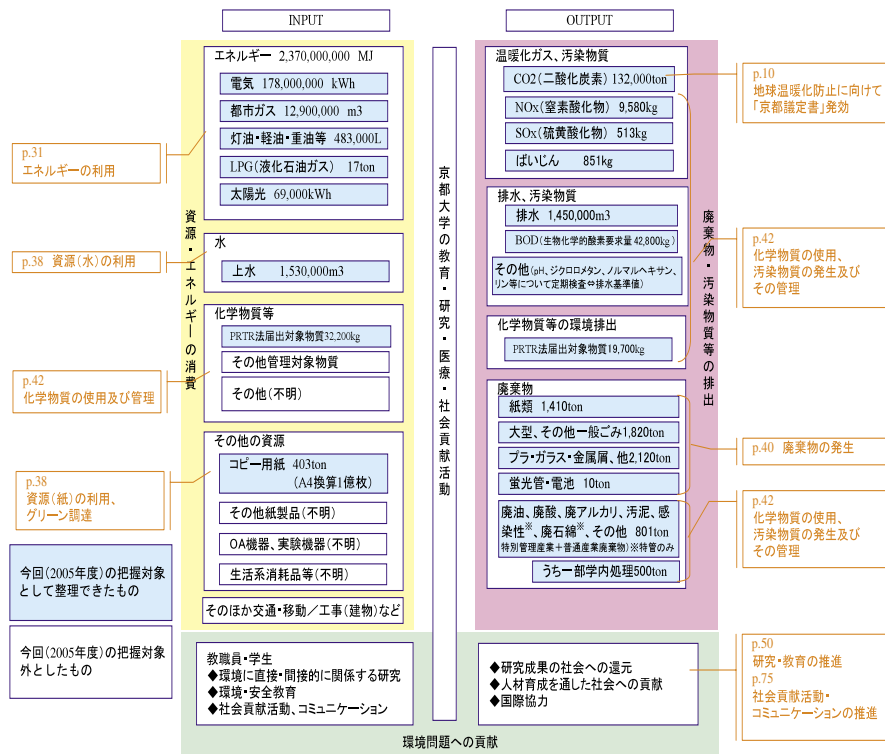 INPUT
OUTPUT
エネルギー 2,370,000,000 MJ
電気 178,000,000 kWh
都市ガス 12,900,000 m3
灯油・軽油・重油等 483,000L
LPG(液化石油ガス) 17ton
太陽光 69,000kWh
水
上水 1,530,000m3
化学物質等
PRTR法届出対象物質32,200kg
その他管理対象物質
その他(不明)
その他の資源
コピー用紙 403ton
(A4換算1億枚)
その他紙製品(不明)
OA機器、実験機器(不明)
生活系消耗品等(不明)
そのほか交通・移動/工事(建物)など
資源・エネルギーの消費
p.31
エネルギーの利用
p.38 資源(水)の利用
p.42
化学物質の使用及び管理
p.38
資源(紙)の利用、
グリーン調達
今回(2005年度)の把握対象
として整理できたもの
今回(2005年度)の把握対象
外としたもの
京都大学の教育・研究・医療・社会貢献活動
温暖化ガス、汚染物質
CO2(二酸化炭素) 132,000ton
NOx(窒素酸化物) 9,580kg
SOx(硫黄酸化物) 513kg
ばいじん 851kg
排水、汚染物質
排水 1,450,000m3
BOD(生物化学的酸素要求量 42,800kg)
その他(pH、ジクロロメタン、ノルマルヘキサン、
リン等について定期検査⇔排水基準値)
化学物質等の環境排出
PRTR法届出対象物質19,700kg
廃棄物
紙類 1,410ton
大型、その他一般ごみ1,820ton
プラ・ガラス・金属屑、他2,120ton
蛍光管・電池 10ton
廃油、廃酸、廃アルカリ、汚泥、感
染性※、廃石綿※、その他 801ton
特別管理産業+普通産業廃棄物)※特管のみ
うち一部学内処理500ton
廃棄物・汚染物質等の排出
p.10
地球温暖化防止に向けて
「京都議定書」発効
p.42
化学物質の使用、
汚染物質の発生及び
その管理
p.40 廃棄物の発生
p.42
化学物質の使用、
汚染物質の発生及び
その管理
p.50
研究・教育の推進
p.75
社会貢献活動・
コミュニケーションの推進
教職員・学生
◆環境に直接・間接的に関係する研究
◆環境・安全教育
◆社会貢献活動、コミュニケーション
◆研究成果の社会への還元
◆人材育成を通した社会への貢献
◆国際協力
環境問題への貢献